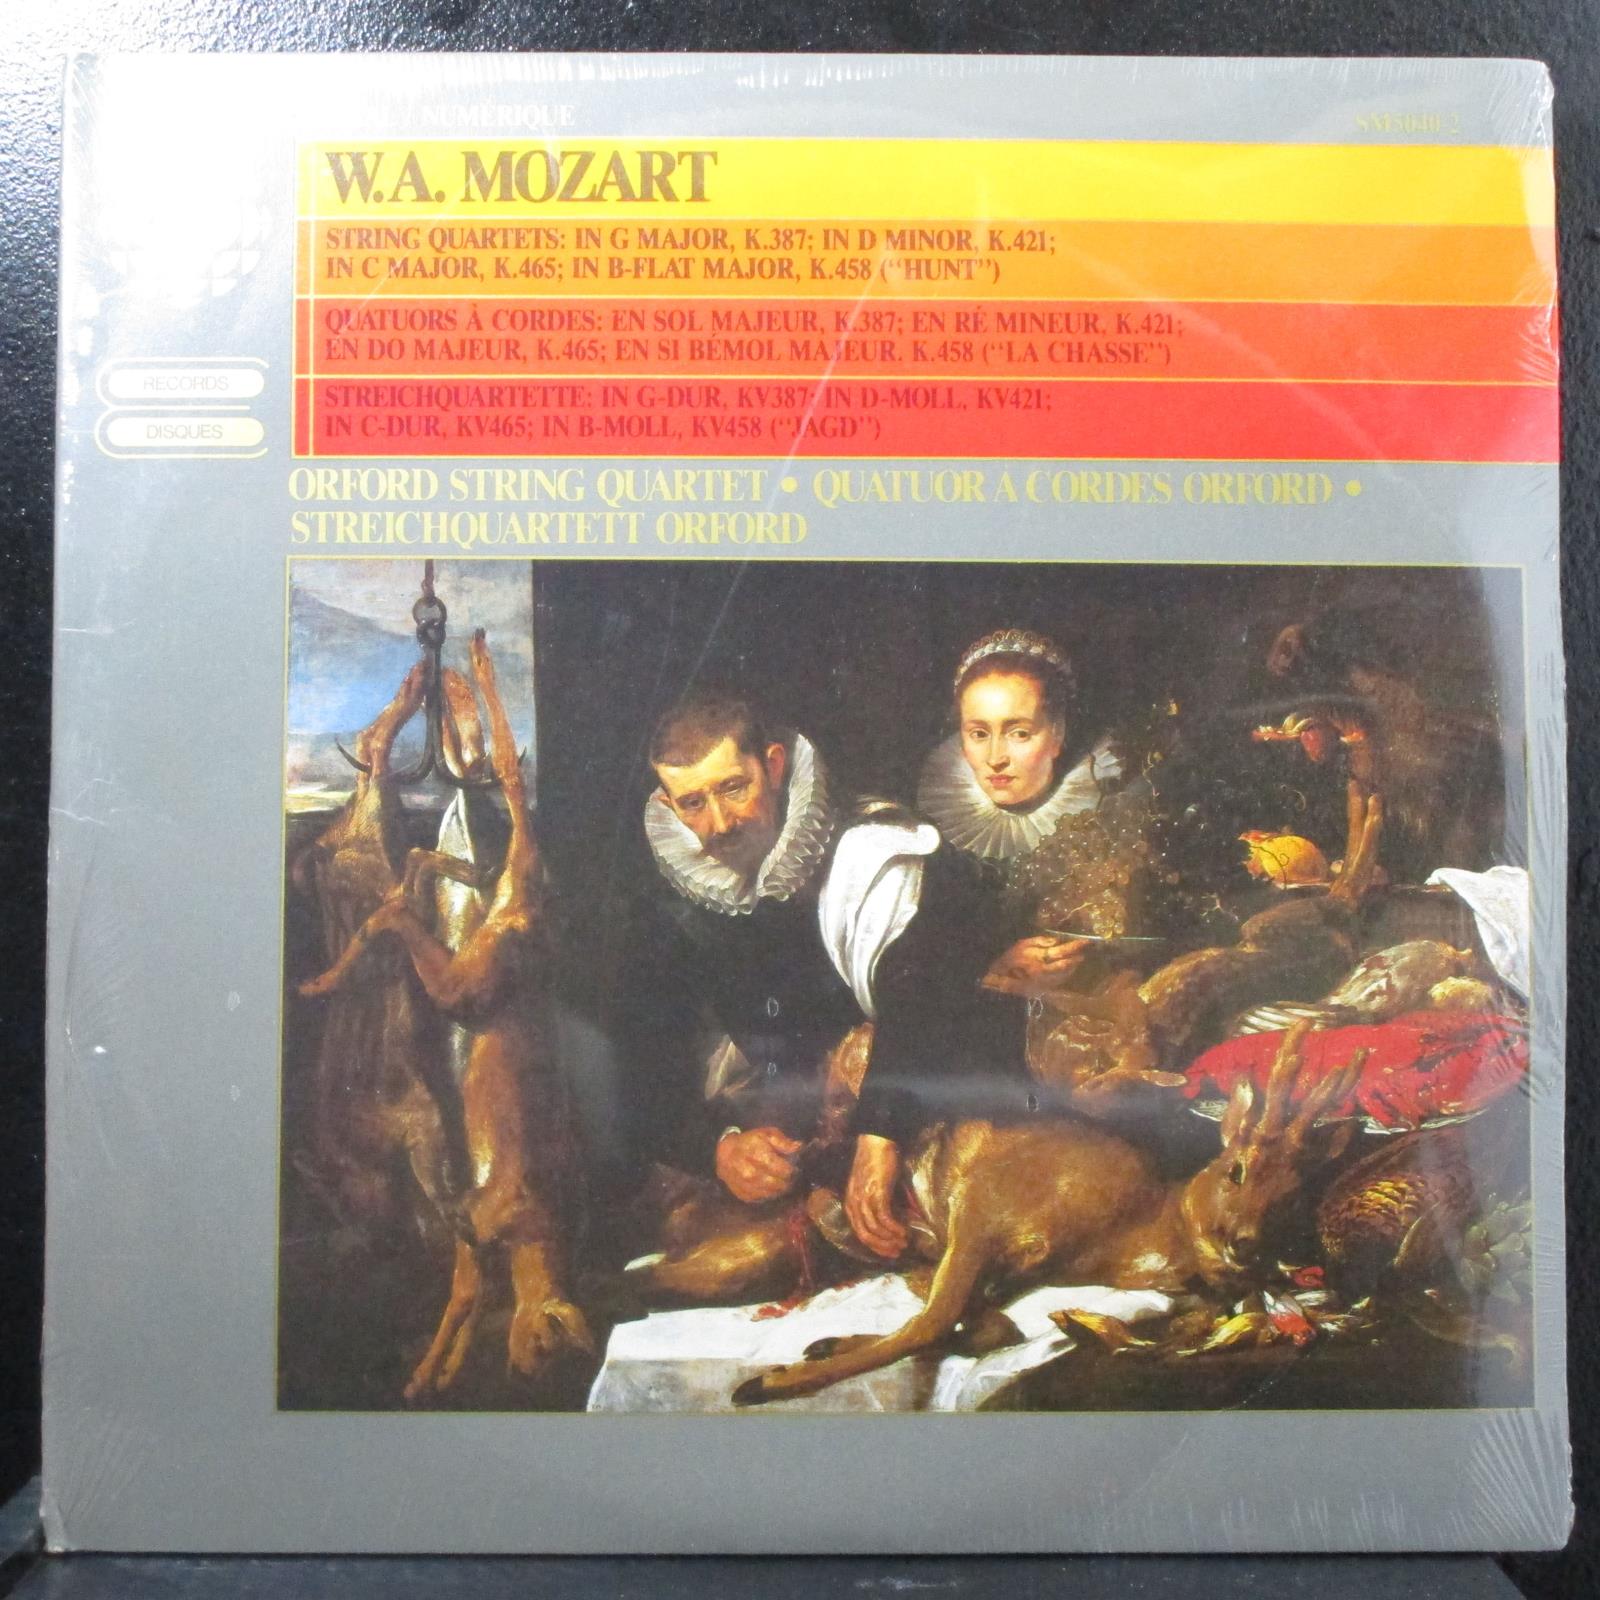 NUMÉRIQUE
SM5040-2
W.A. MOZART
STRING QUARTETS: IN G MAJOR, K.387; IN D MINOR, K.421;
IN C MAJOR, K.465; IN B-FLAT MAJOR, K.458 (“HUNT”)
QUATUORS À CORDES: EN SOL MAJEUR, K.387; EN RÉ MINEUR, K.421;
EN DO MAJEUR, K.465; EN SI BÉMOL MAJEUR. K.458 (“LA CHASSE”)
RECORDS
DISQUES
STREICHQUARTETTE: IN G-DUR, KV387; IN D-MOLL, KV421;
IN C-DUR, KV465; IN B-MOLL, KV458 (“JAGD”)
ORFORD STRING QUARTET • QUATUOR À CORDES ORFORD •
STREICHQUARTETT ORFORD